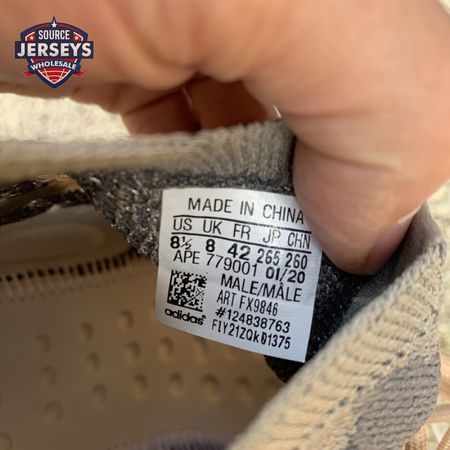 SOURCE
JERSEYS
WHOLESALE
MADE IN CHINA
US UK FR JP CHN
8½ 8 42 265 260
APE 779001 01/20
MALE/MÂLE
ART FX9846
#124838763
adidas F1Y21ZQK01375